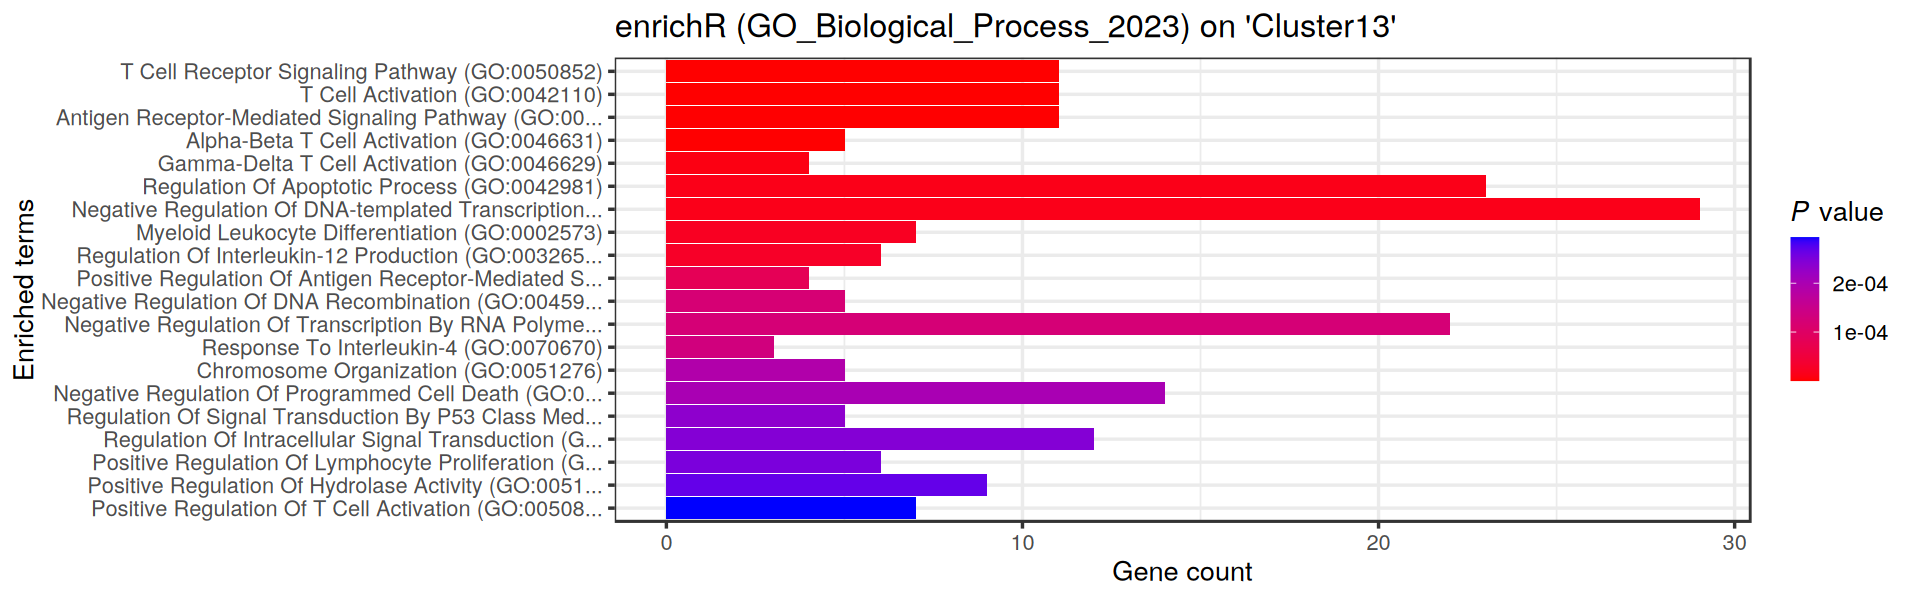 enrichR (GO_Biological_Process_2023) on 'Cluster13'
T Cell Receptor Signaling Pathway (GO:0050852)
T Cell Activation (GO:0042110)
Antigen Receptor-Mediated Signaling Pathway (GO:00...
Alpha-Beta T Cell Activation (GO:0046631)
Gamma-Delta T Cell Activation (GO:0046629)
Regulation Of Apoptotic Process (GO:0042981)
Negative Regulation Of DNA-templated Transcription...
Myeloid Leukocyte Differentiation (GO:0002573)
Regulation Of Interleukin-12 Production (GO:003265...
Positive Regulation Of Antigen Receptor-Mediated S...
Negative Regulation Of DNA Recombination (GO:00459...
Negative Regulation Of Transcription By RNA Polyme...
Response To Interleukin-4 (GO:0070670)
Chromosome Organization (GO:0051276)
Negative Regulation Of Programmed Cell Death (GO:0...
Regulation Of Signal Transduction By P53 Class Med...
Regulation Of Intracellular Signal Transduction (G...
Positive Regulation Of Lymphocyte Proliferation (G...
Positive Regulation Of Hydrolase Activity (GO:0051...
Positive Regulation Of T Cell Activation (GO:00508...
Enriched terms
0 10 20 30
Gene count
P value
2e-04
1e-04